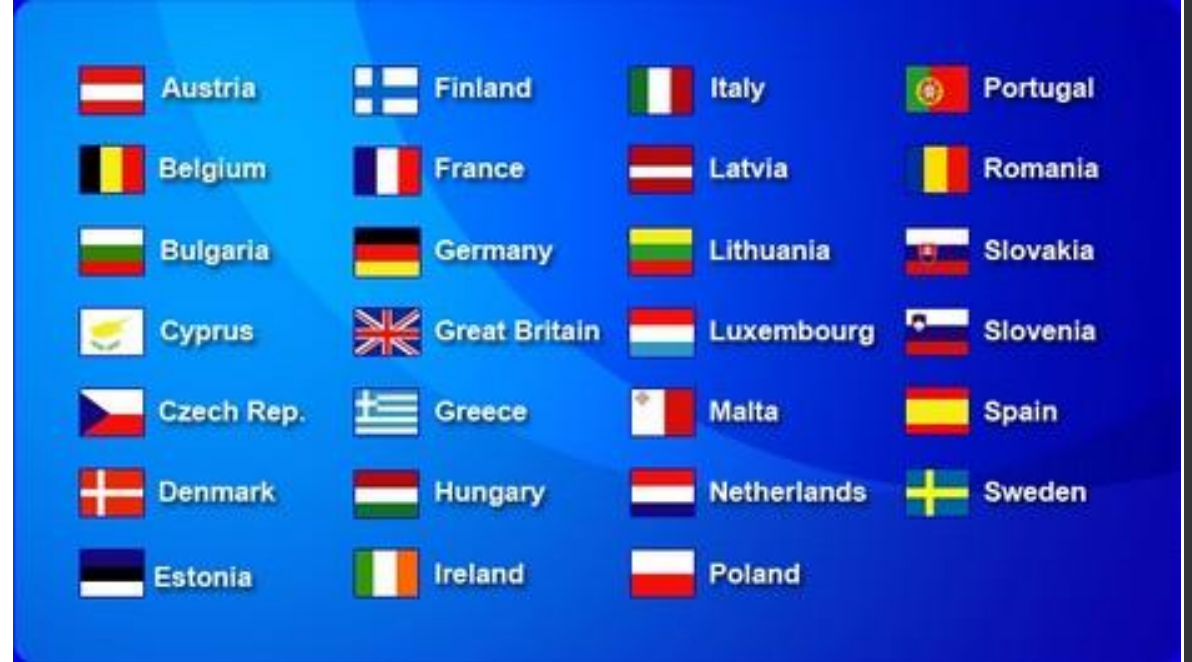 Austria
Finland
Italy
Portugal
Belgium
France
Latvia
Romania
Bulgaria
Germany
Lithuania
Slovakia
Cyprus
Great Britain
Luxembourg
Slovenia
Czech Rep.
Greece
Malta
Spain
Denmark
Hungary
Netherlands
Sweden
Estonia
Ireland
Poland